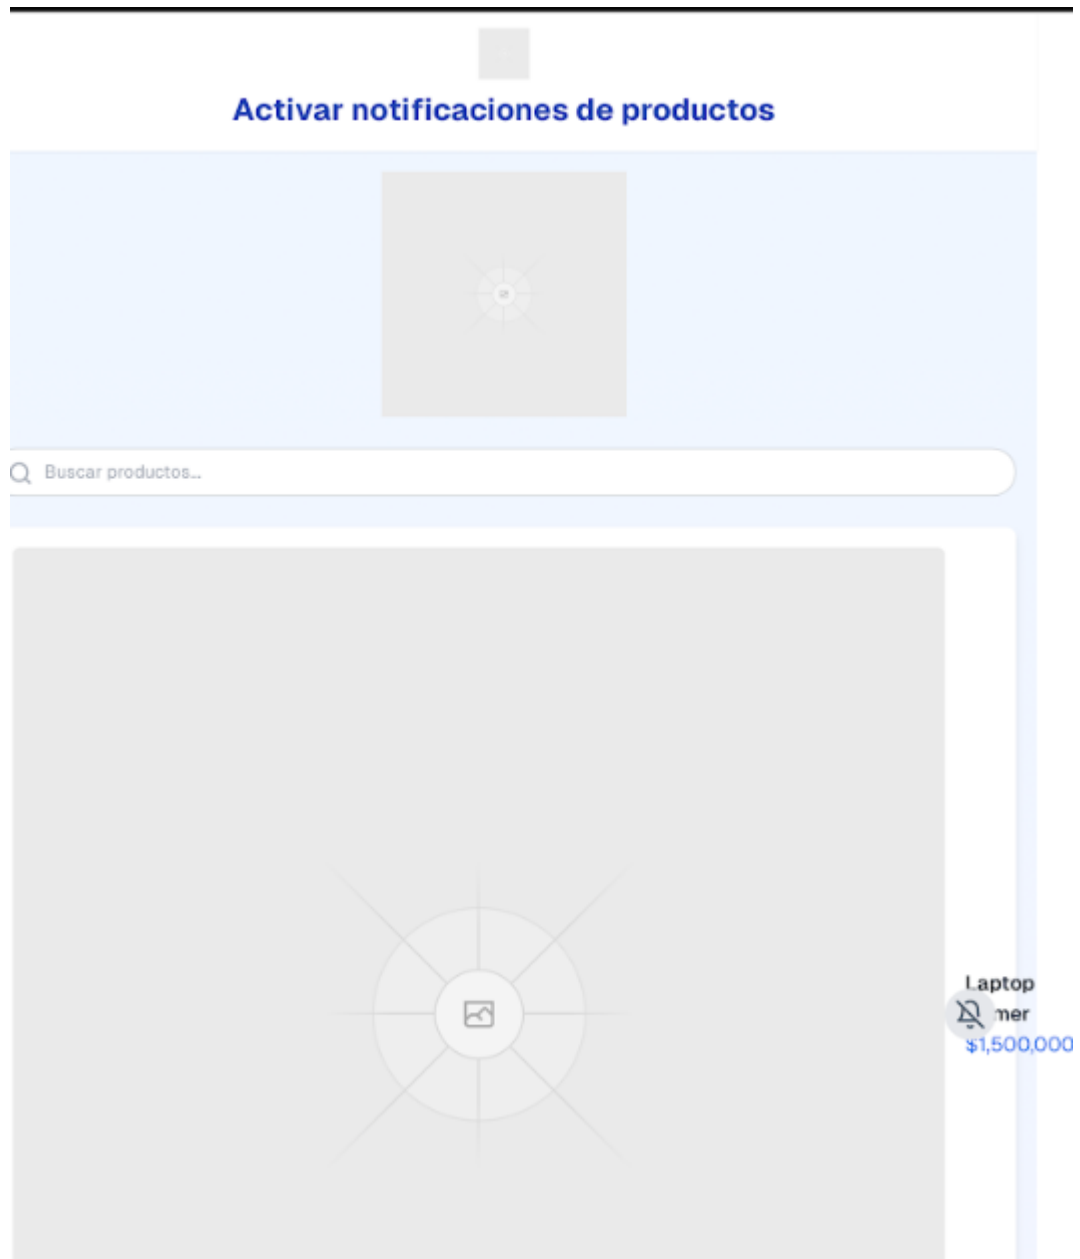 Activar notificaciones de productos
Buscar productos...
Laptop
mer
$1,500,000